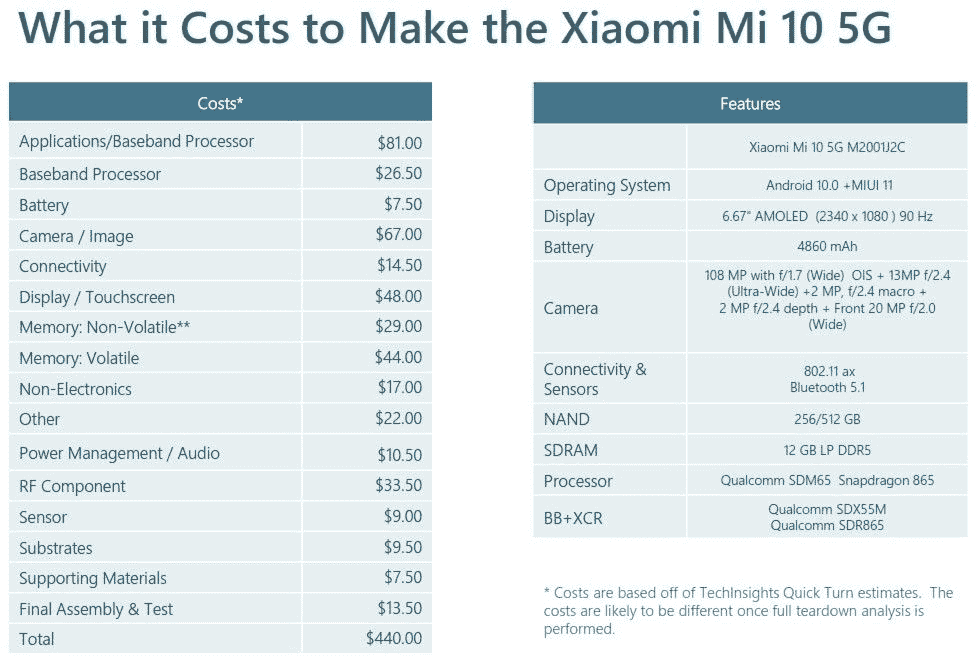 What it Costs to Make the Xiaomi Mi 10 5G
Costs*
Applications/Baseband Processor $81.00
Baseband Processor $26.50
Battery $7.50
Camera / Image $67.00
Connectivity $14.50
Display / Touchscreen $48.00
Memory: Non-Volatile** $29.00
Memory: Volatile $44.00
Non-Electronics $17.00
Other $22.00
Power Management / Audio $10.50
RF Component $33.50
Sensor $9.00
Substrates $9.50
Supporting Materials $7.50
Final Assembly & Test $13.50
Total $440.00
Features
Xiaomi Mi 10 5G M2001J2C
Operating System Android 10.0 +MIUI 11
Display 6.67" AMOLED (2340 x 1080 ) 90 Hz
Battery 4860 mAh
Camera
108 MP with f/1.7 (Wide) OIS + 13MP f/2.4
(Ultra-Wide) +2 MP, f/2.4 macro +
2 MP f/2.4 depth + Front 20 MP f/2.0
(Wide)
Connectivity &
Sensors
802.11 ax
Bluetooth 5.1
NAND 256/512 GB
SDRAM 12 GB LP DDR5
Processor Qualcomm SDM65 Snapdragon 865
BB+XCR
Qualcomm SDX55M
Qualcomm SDR865
* Costs are based off of TechInsights Quick Turn estimates. The
costs are likely to be different once full teardown analysis is
performed.